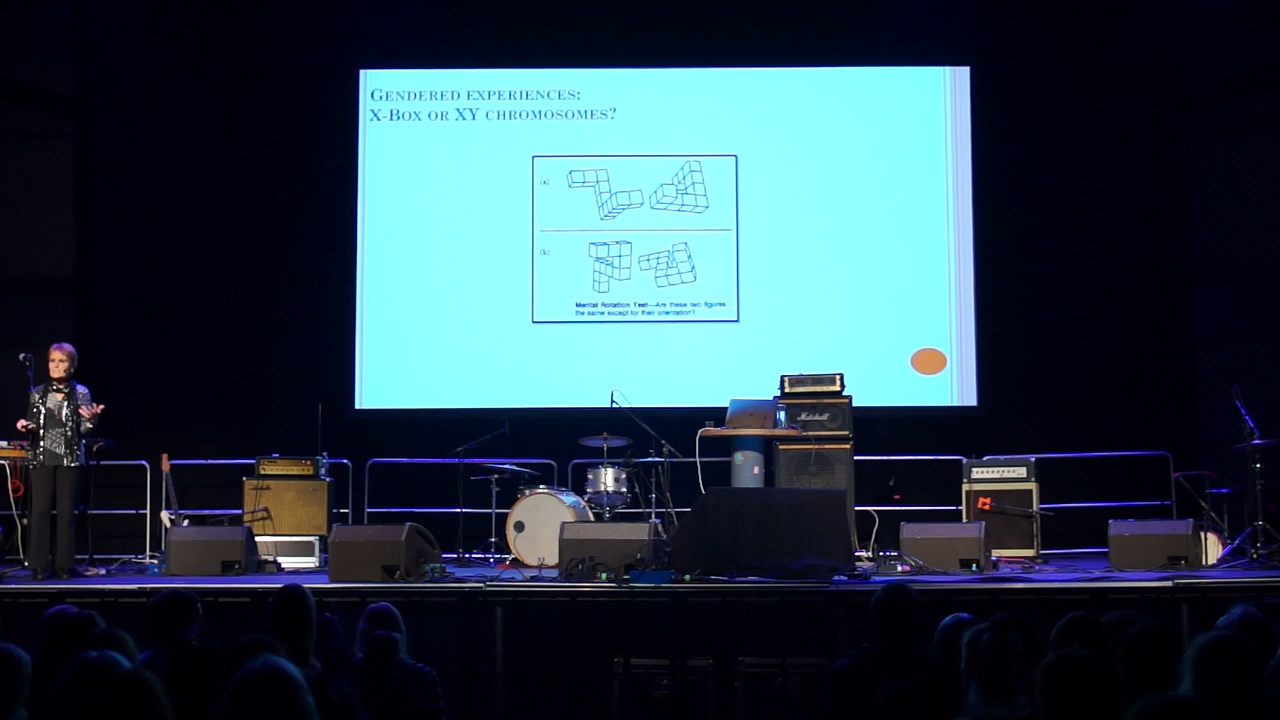 GENDERED EXPERIENCES:
X-BOX OR XY CHROMOSOMES?
(a)
(b)
Mental Rotation Test—Are these two figures
the same except for their orientation?
Marshall